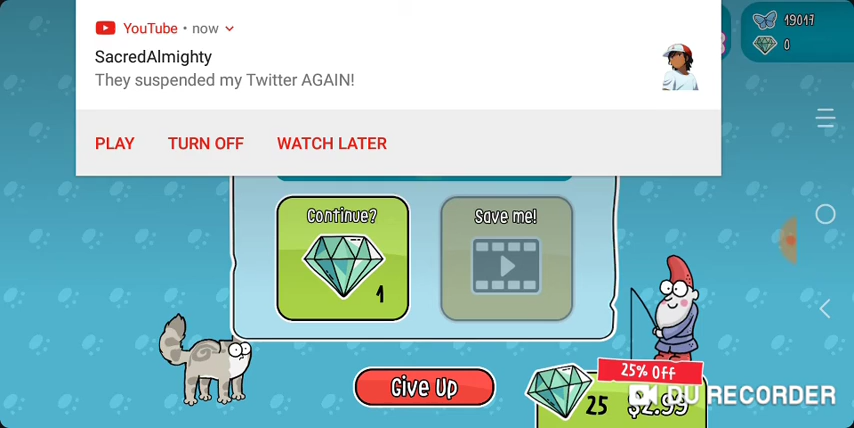 YouTube • now
SacredAlmighty
They suspended my Twitter AGAIN!
PLAY TURN OFF WATCH LATER
19017
0
Continue?
1
Save me!
Give Up
25% Off
25 $2.99
DU RECORDER